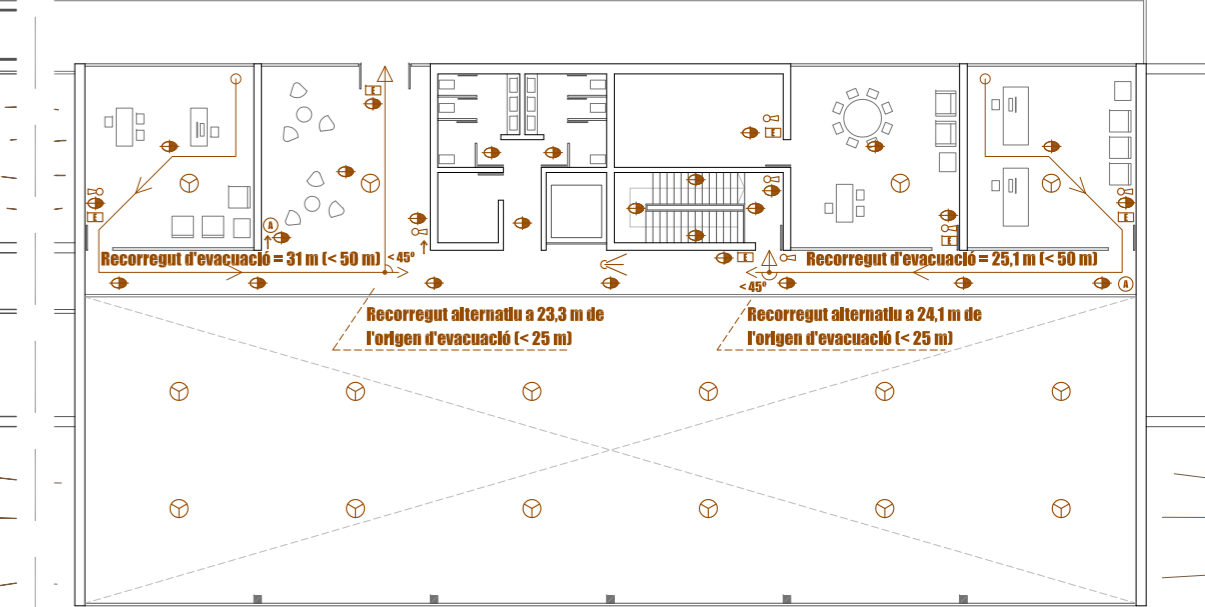 E
E
E
E
E
E
A
Recorregut d'evacuació = 31 m (< 50 m)
< 45º
E
Recorregut d'evacuació = 25,1 m (< 50 m)
< 45º
A
Recorregut alternatiu a 23,3 m de
l'origen d'evacuació (< 25 m)
Recorregut alternatiu a 24,1 m de
l'origen d'evacuació (< 25 m)